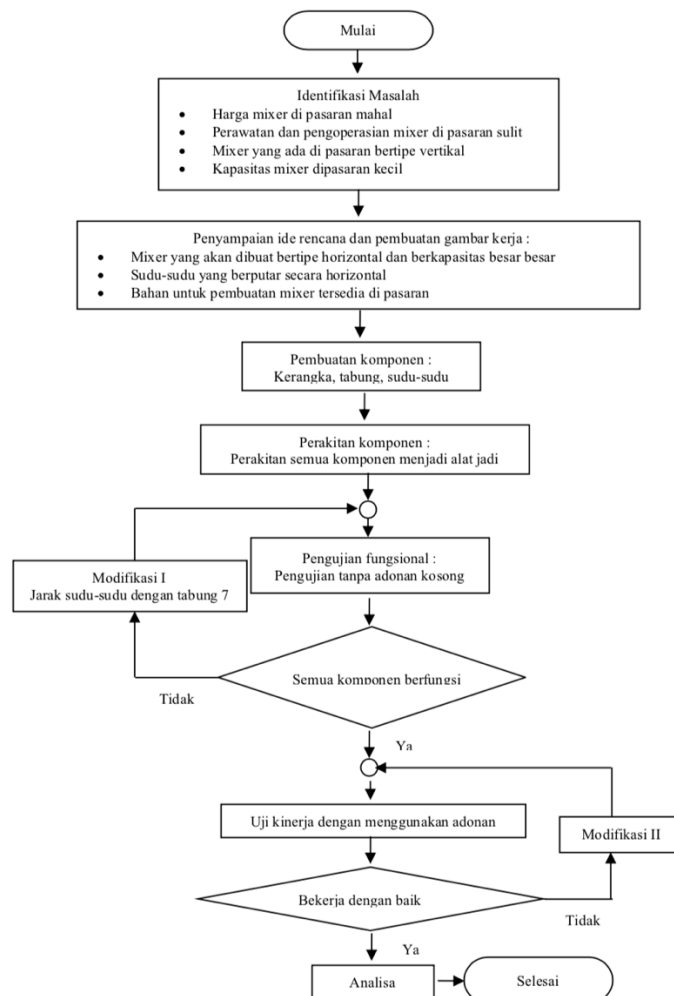 Mulai
Identifikasi Masalah
• Harga mixer di pasaran mahal
• Perawatan dan pengoperasian mixer di pasaran sulit
• Mixer yang ada di pasaran bertipe vertikal
• Kapasitas mixer dipasaran kecil
Penyampaian ide rencana dan pembuatan gambar kerja :
• Mixer yang akan dibuat bertipe horizontal dan berkapasitas besar besar
• Sudu-sudu yang berputar secara horizontal
• Bahan untuk pembuatan mixer tersedia di pasaran
Pembuatan komponen :
Kerangka, tabung, sudu-sudu
Perakitan komponen :
Perakitan semua komponen menjadi alat jadi
Pengujian fungsional :
Pengujian tanpa adonan kosong
Modifikasi I
Jarak sudu-sudu dengan tabung 7
Semua komponen berfungsi
Tidak
Ya
Uji kinerja dengan menggunakan adonan
Modifikasi II
Bekerja dengan baik
Tidak
Ya
Analisa
Selesai